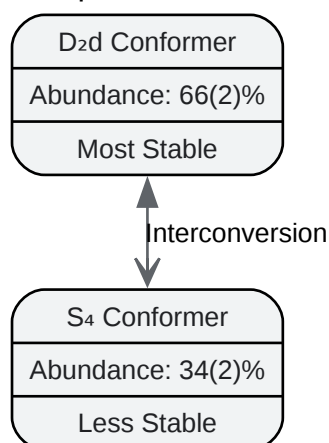 D₂d Conformer
Abundance: 66(2)%
Most Stable
Interconversion
S₄ Conformer
Abundance: 34(2)%
Less Stable